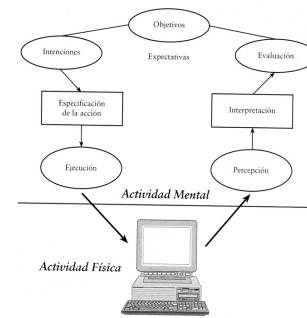 Objetivos
Intenciones
Expectativas
Evaluación
Especificación
de la acción
Interpretación
Ejecución
Percepción
Actividad Mental
Actividad Física